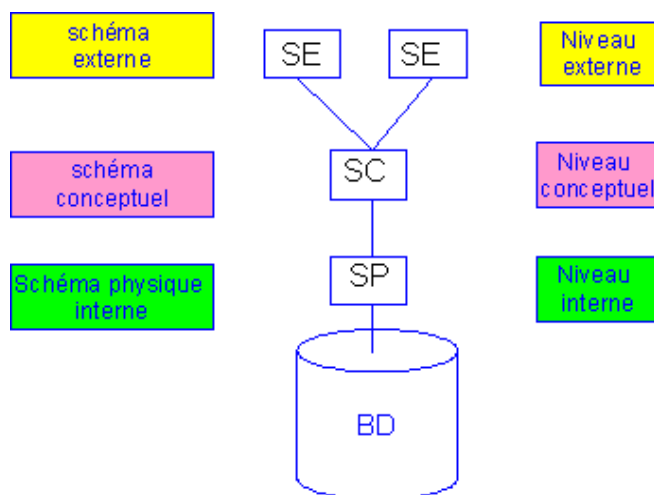 schéma
externe
SE
SE
Niveau
externe
schéma
conceptuel
SC
Niveau
conceptuel
Schéma physique
interne
SP
Niveau
interne
BD